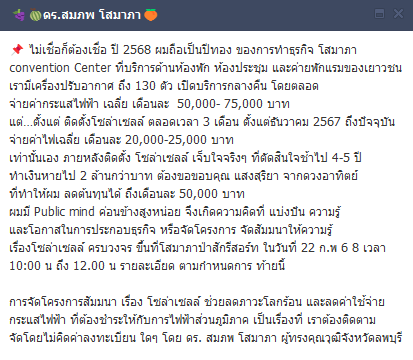 🍇🍈ดร.สมภพ โสมาภา 🍑
📌 ไม่เชื่อก็ต้องเชื่อ ปี 2568 ผมถือเป็นปีทอง ของการทำธุรกิจ โสมาภา
convention Center ที่บริการด้านห้องพัก ห้องประชุม และค่ายพักแรมของเยาวชน
เรามีเครื่องปรับอากาศ ถึง 130 ตัว เปิดบริการกลางคืน โดยตลอด
จ่ายค่ากระแสไฟฟ้า เฉลี่ย เดือนละ 50,000- 75,000 บาท
แต่...ตั้งแต่ ติดตั้งโซล่าเซลล์ ตลอดเวลา 3 เดือน ตั้งแต่ธันวาคม 2567 ถึงปัจจุบัน
จ่ายค่าไฟเฉลี่ย เดือนละ 20,000-25,000 บาท
เท่านั้นเอง ภายหลังติดตั้ง โซล่าเซลล์ เจ็บใจจริงๆ ที่ตัดสินใจช้าไป 4-5 ปี
ทำเงินหายไป 2 ล้านกว่าบาท ต้องขอขอบคุณ แสงสุริยา จากดวงอาทิตย์
ที่ทำให้ผม ลดต้นทุนได้ ถึงเดือนละ 50,000 บาท
ผมมี Public mind ค่อนข้างสูงหน่อย จึงเกิดความคิดที่ แบ่งปัน ความรู้
และโอกาสในการประกอบธุรกิจ หรือจัดโครงการ จัดสัมมนาให้ความรู้
เรื่องโซล่าเซลล์ ครบวงจร ขึ้นที่โสมาภาป่าสักรีสอร์ท ในวันที่ 22 ก.พ 6 8 เวลา
10:00 น ถึง 12.00 น รายละเอียด ตามกำหนดการ ท้ายนี้
การจัดโครงการสัมมนา เรื่อง โซล่าเซลล์ ช่วยลดภาวะโลกร้อน และลดค่าใช้จ่าย
กระแสไฟฟ้า ที่ต้องชำระให้กับการไฟฟ้าส่วนภูมิภาค เป็นเรื่องที่ เราต้องติดตาม
จัดโดยไม่คิดค่าลงทะเบียน ใดๆ โดย ดร. สมภพ โสมาภา ผู้ทรงคุณวุฒิจังหวัดลพบุรี